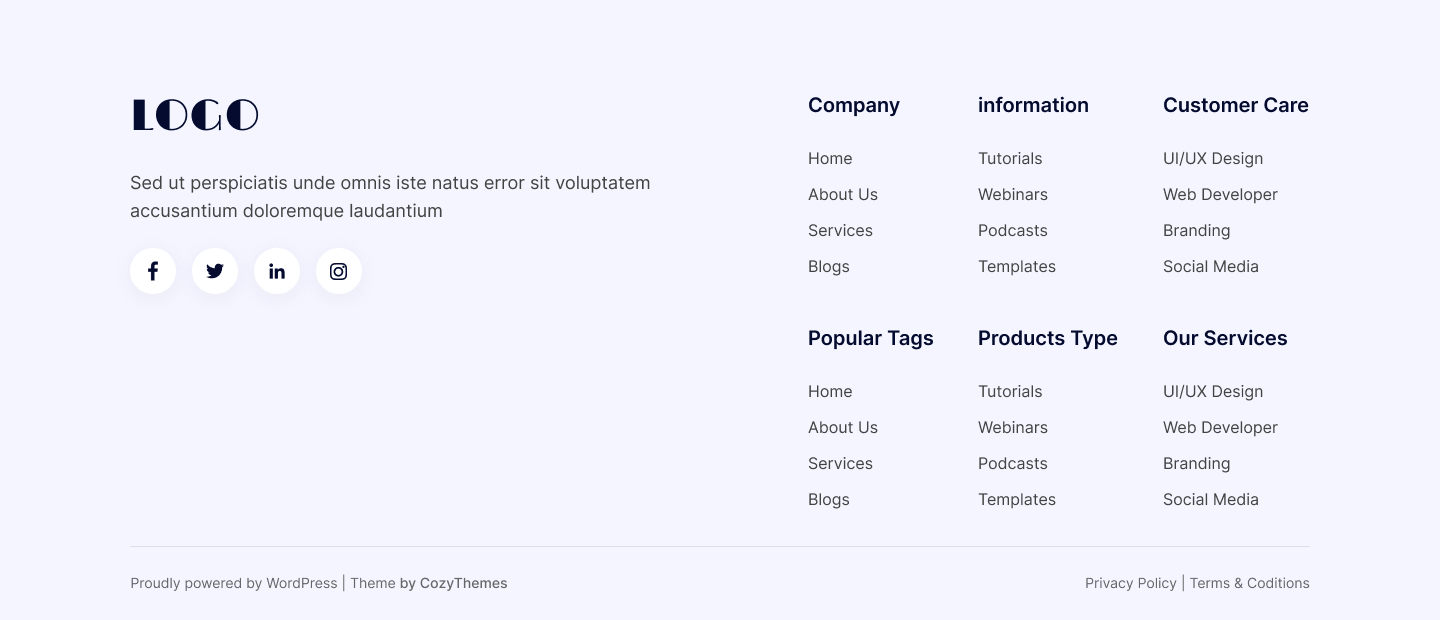 LOGO
Sed ut perspiciatis unde omnis iste natus error sit voluptatem
accusantium doloremque laudantium
Company
Home
About Us
Services
Blogs
information
Tutorials
Webinars
Podcasts
Templates
Customer Care
UI/UX Design
Web Developer
Branding
Social Media
Popular Tags
Home
About Us
Services
Blogs
Products Type
Tutorials
Webinars
Podcasts
Templates
Our Services
UI/UX Design
Web Developer
Branding
Social Media
Proudly powered by WordPress | Theme by CozyThemes
Privacy Policy | Terms & Coditions